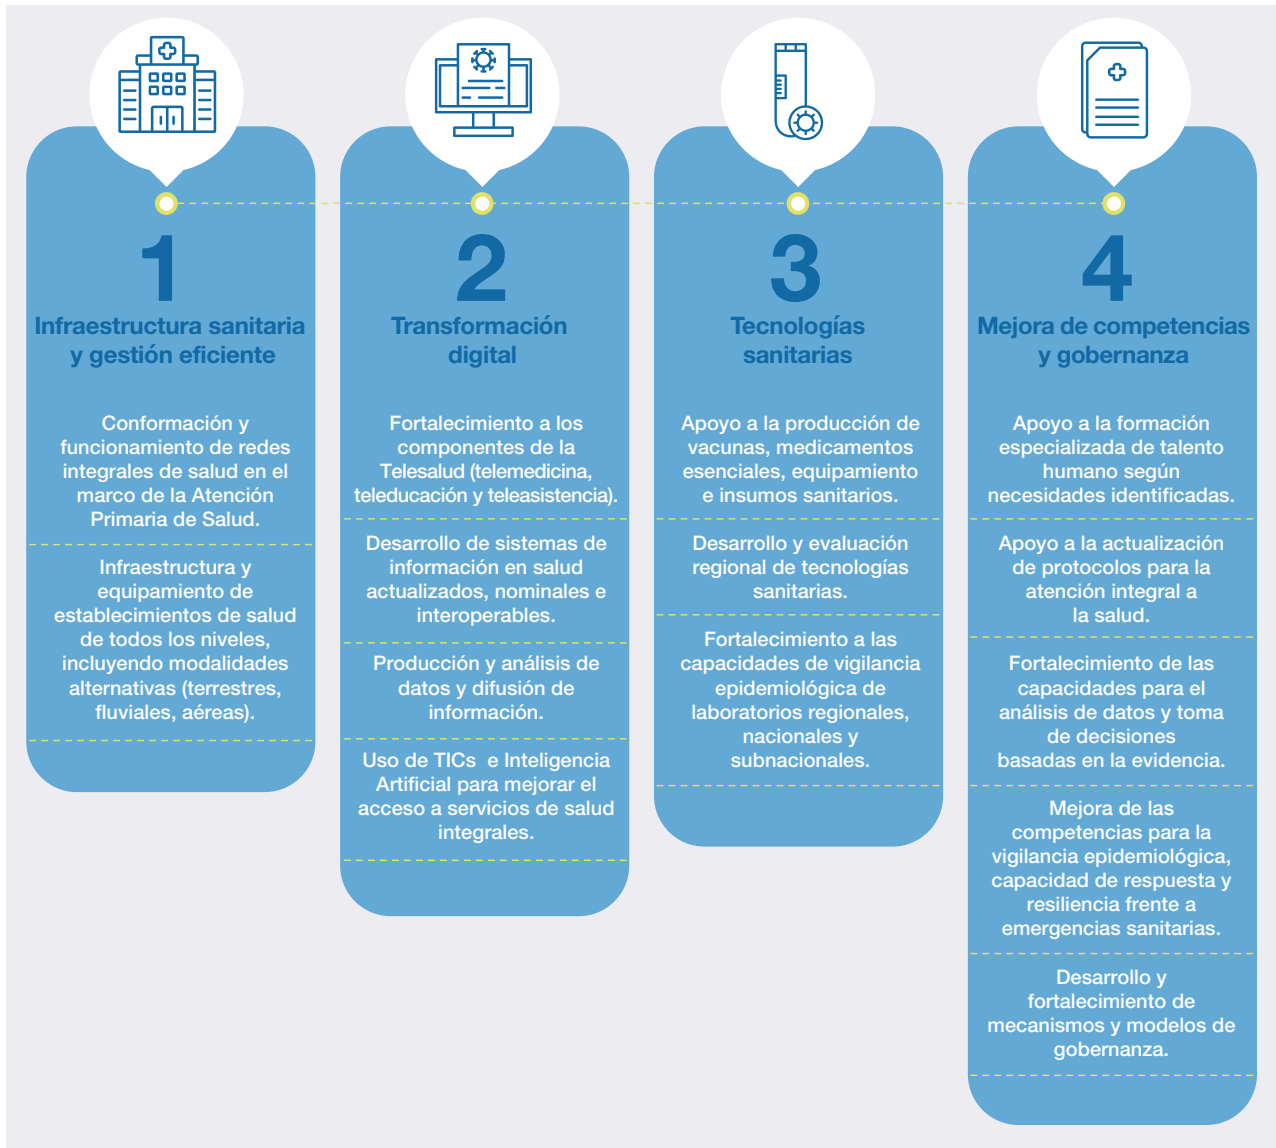 1
Infraestructura sanitaria
y gestión eficiente
Conformación y
funcionamiento de redes
integrales de salud en el
marco de la Atención
Primaria de Salud.
Infraestructura y
equipamiento de
establecimientos de salud
de todos los niveles,
incluyendo modalidades
alternativas (terrestres,
fluviales, aéreas).
2
Transformación
digital
Fortalecimiento a los
componentes de la
Telesalud (telemedicina,
teleducación y teleasistencia).
Desarrollo de sistemas de
información en salud
actualizados, nominales e
interoperables.
Producción y análisis de
datos y difusión de
información.
Uso de TICs e Inteligencia
Artificial para mejorar el
acceso a servicios de salud
integrales.
3
Tecnologías
sanitarias
Apoyo a la producción de
vacunas, medicamentos
esenciales, equipamiento
e insumos sanitarios.
Desarrollo y evaluación
regional de tecnologías
sanitarias.
Fortalecimiento a las
capacidades de vigilancia
epidemiológica de
laboratorios regionales,
nacionales y
subnacionales.
4
Mejora de competencias
y gobernanza
Apoyo a la formación
especializada de talento
humano según
necesidades identificadas.
Apoyo a la actualización
de protocolos para la
atención integral a
la salud.
Fortalecimiento de las
capacidades para el
análisis de datos y toma
de decisiones
basadas en la evidencia.
Mejora de las
competencias para la
vigilancia epidemiológica,
capacidad de respuesta y
resiliencia frente a
emergencias sanitarias.
Desarrollo y
fortalecimiento de
mecanismos y modelos de
gobernanza.